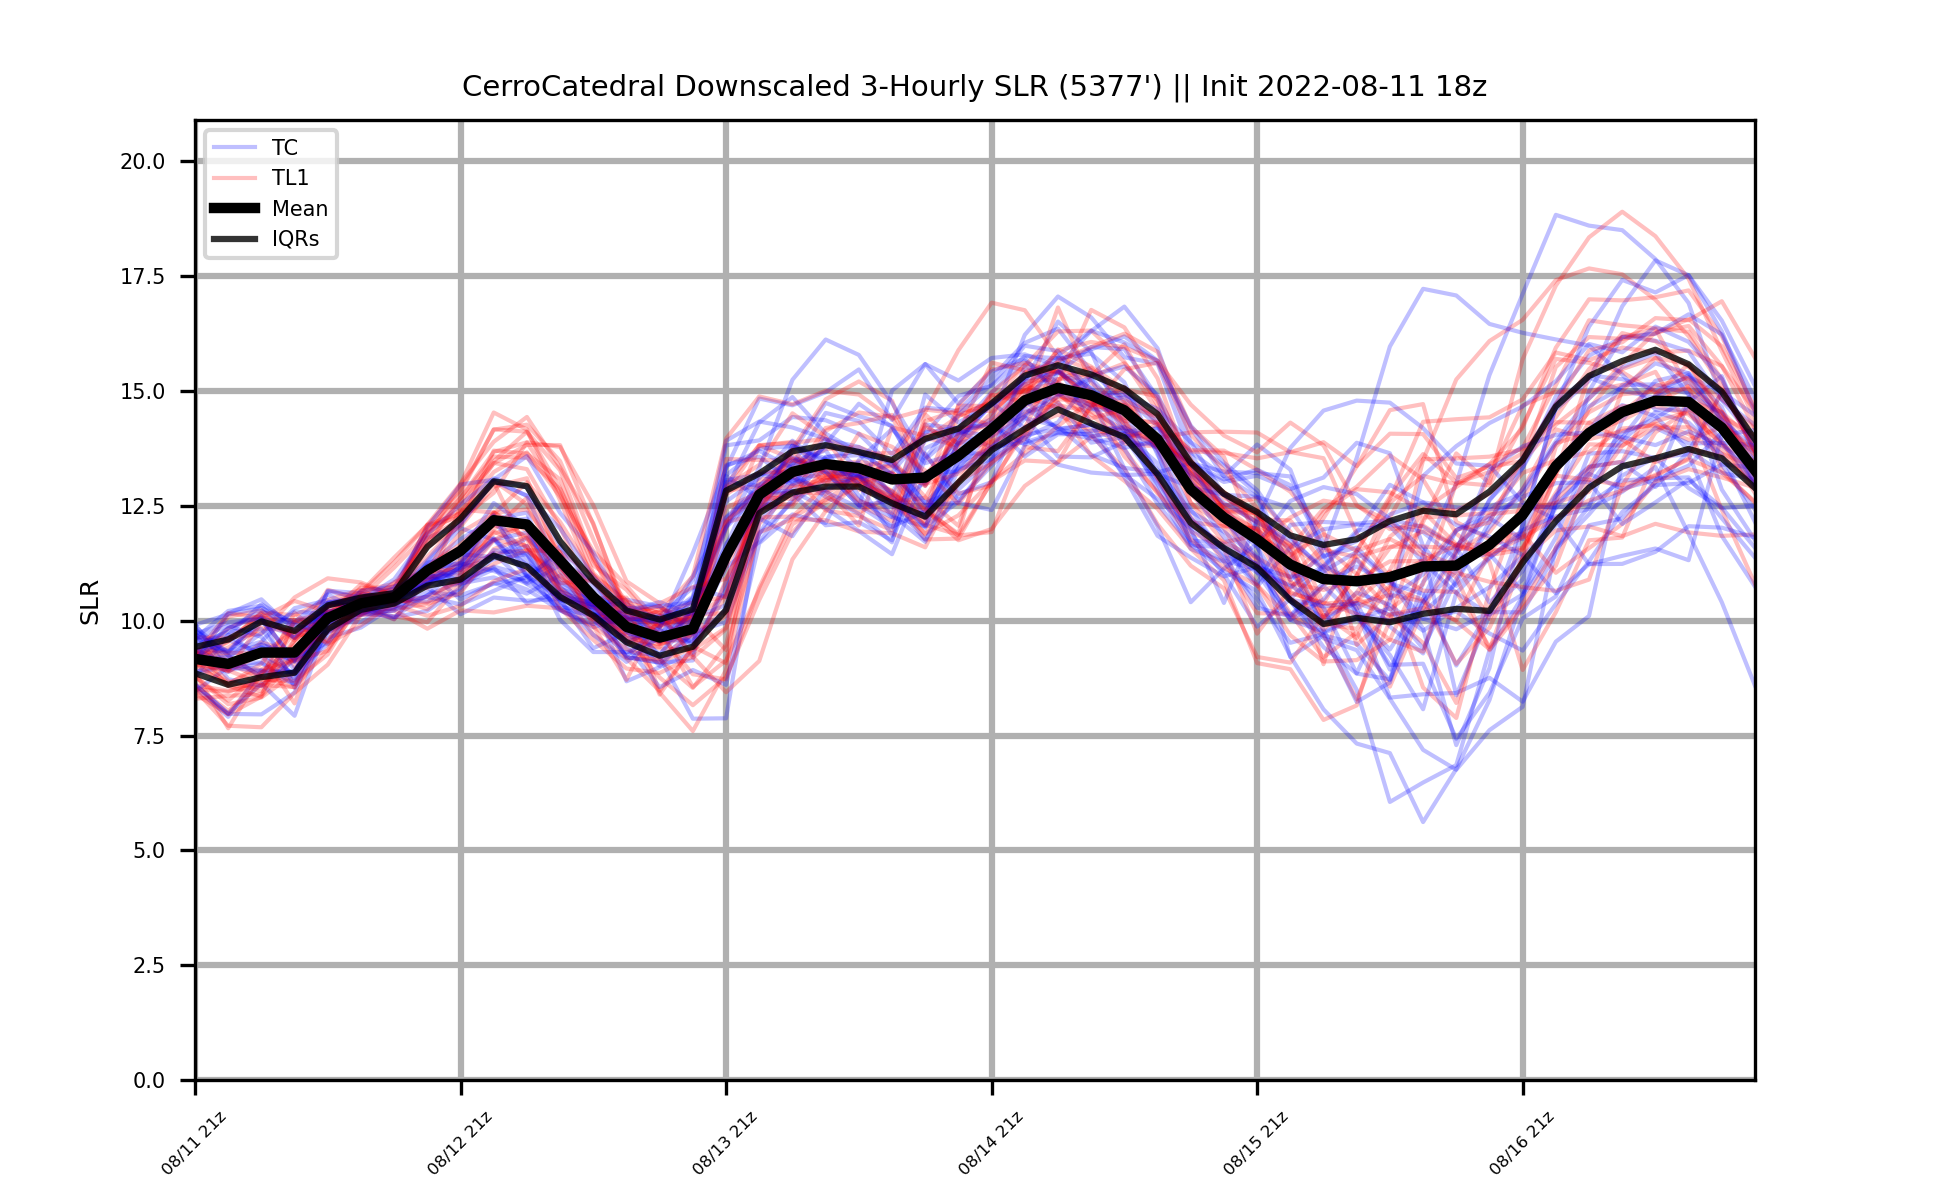 CerroCatedral Downscaled 3-Hourly SLR (5377') || Init 2022-08-11 18z
TC
TL1
Mean
IQRs
20.0
17.5
15.0
12.5
10.0
7.5
5.0
2.5
0.0
SLR
08/11 21z
08/12 21z
08/13 21z
08/14 21z
08/15 21z
08/16 21z